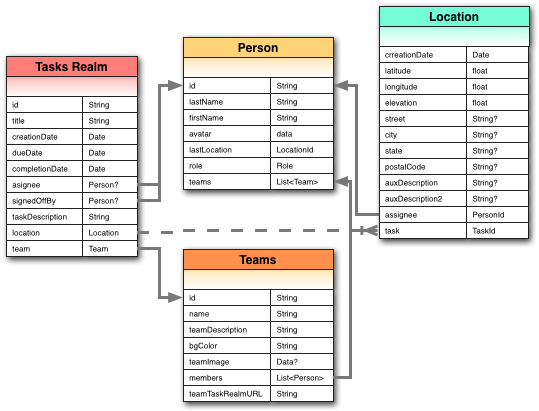 Tasks Realm
id String
title String
creationDate Date
dueDate Date
completionDate Date
asignee Person?
signedOffBy Person?
taskDescription String
location Location
team Team
Person
id String
lastName String
firstName String
avatar data
lastLocation LocationId
role Role
teams List<Team>
Teams
id String
name String
teamDescription String
bgColor String
teamImage Data?
members List<Person>
teamTaskRealmURL String
Location
crreationDate Date
latitude float
longitude float
elevation float
street String?
city String?
state String?
postalCode String?
auxDescription String?
auxDescription2 String?
assignee PersonId
task TaskId